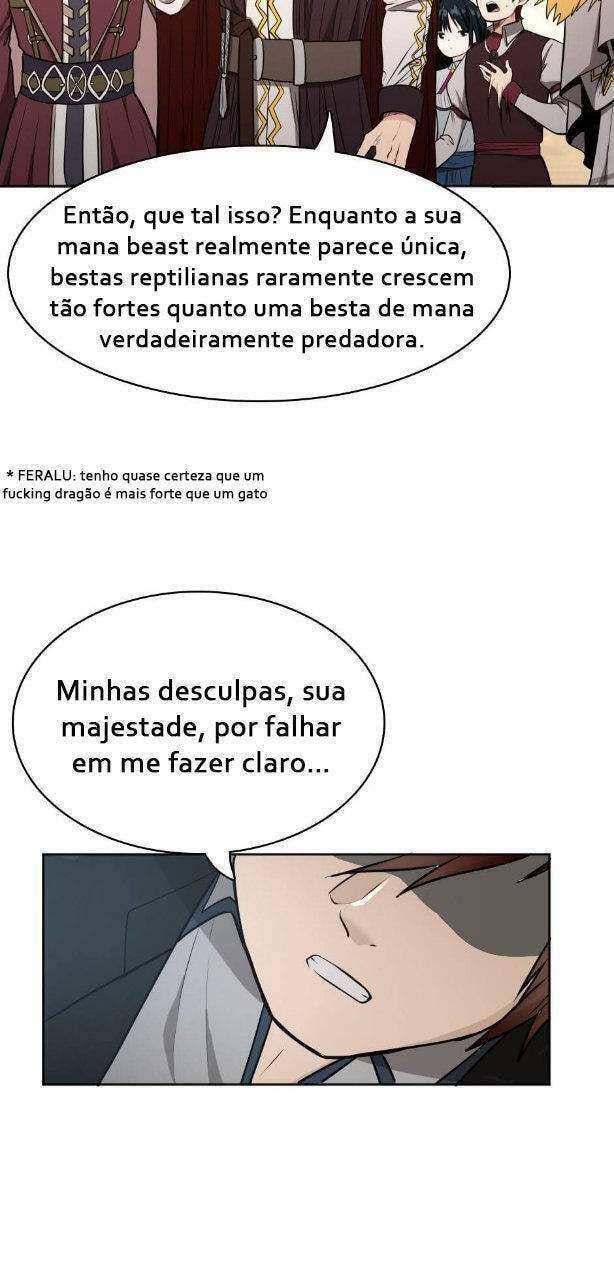 Então, que tal isso? Enquanto a sua
mana beast realmente parece única,
bestas reptilianas raramente crescem
tão fortes quanto uma besta de mana
verdadeiramente predadora.
* FERALU: tenho quase certeza que um
fucking dragão é mais forte que um gato
Minhas desculpas, sua
majestade, por falhar
em me fazer claro...